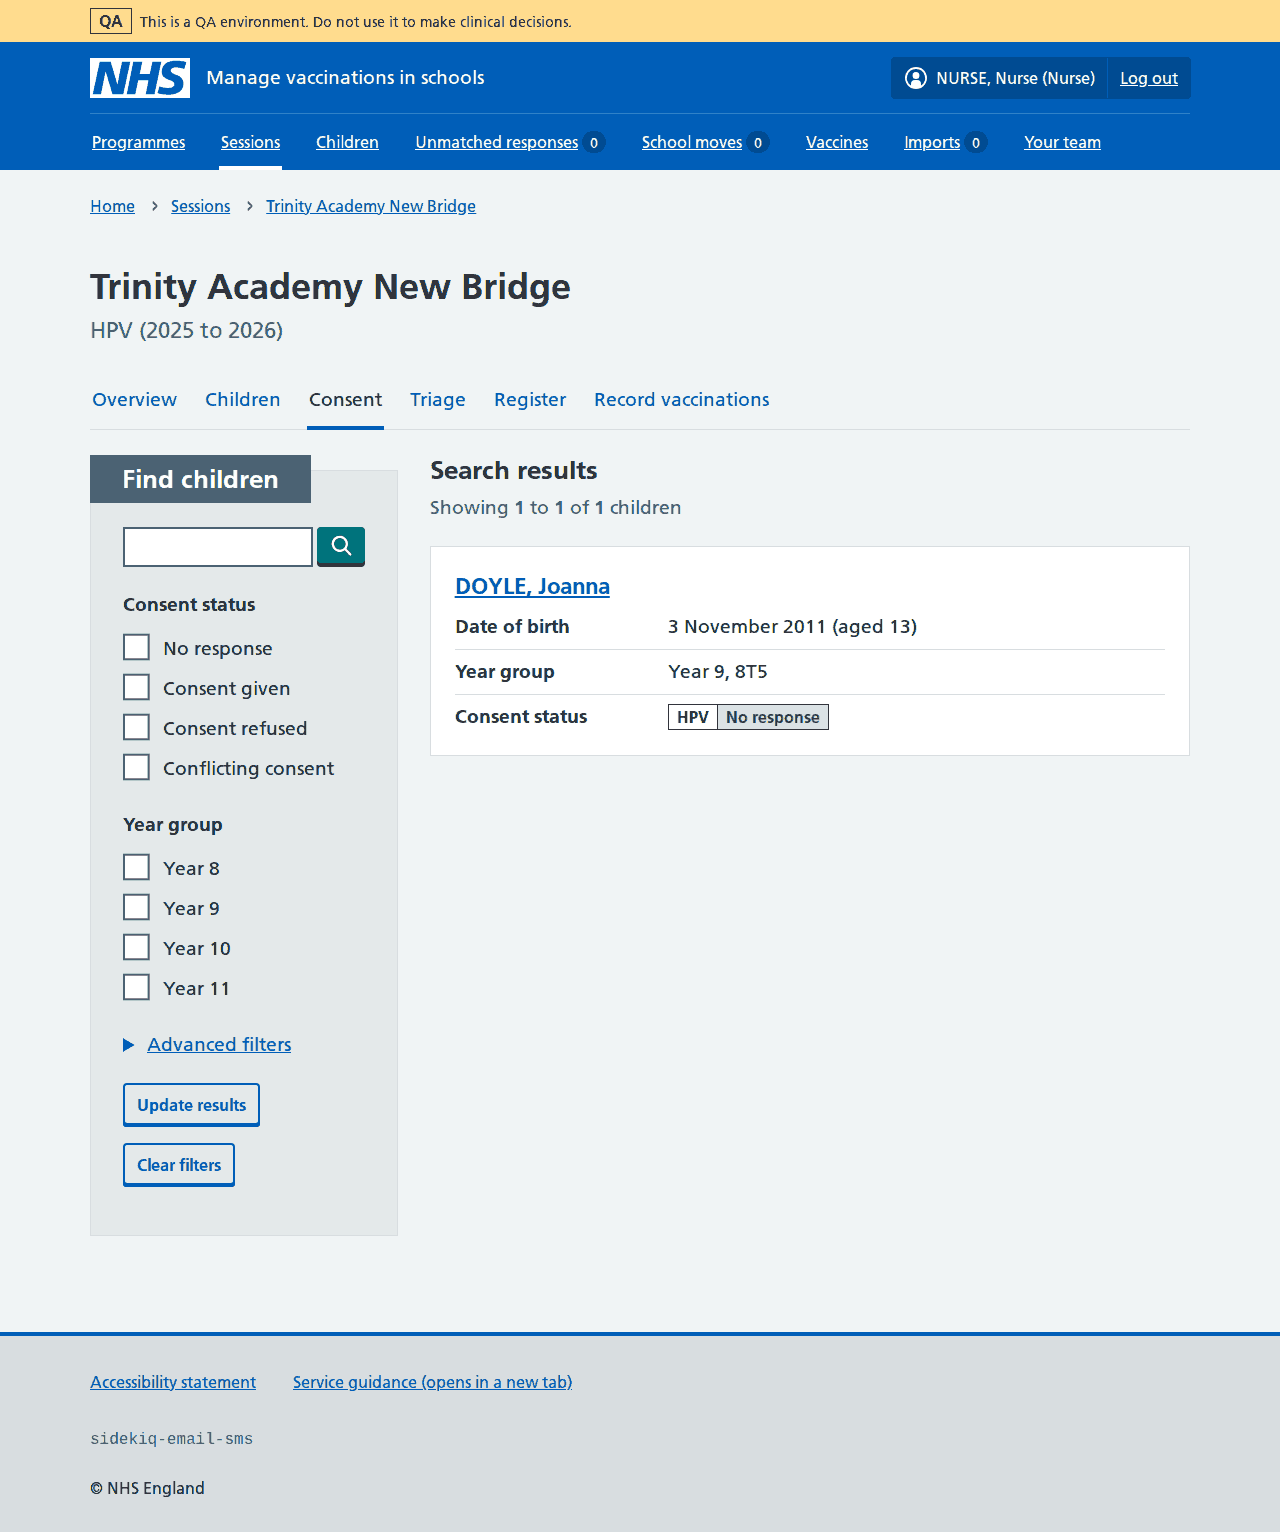 QA This is a QA environment. Do not use it to make clinical decisions.
NHS Manage vaccinations in schools NURSE, Nurse (Nurse) Log out
Programmes Sessions Children Unmatched responses 0 School moves 0 Vaccines Imports 0 Your team
Home Sessions Trinity Academy New Bridge
Trinity Academy New Bridge
HPV (2025 to 2026)
Overview Children Consent Triage Register Record vaccinations
Find children
Consent status
No response
Consent given
Consent refused
Conflicting consent
Year group
Year 8
Year 9
Year 10
Year 11
Advanced filters
Update results
Clear filters
Search results
Showing 1 to 1 of 1 children
DOYLE, Joanna
Date of birth 3 November 2011 (aged 13)
Year group Year 9, 8T5
Consent status HPV No response
Accessibility statement Service guidance (opens in a new tab)
sidekiq-email-sms
© NHS England